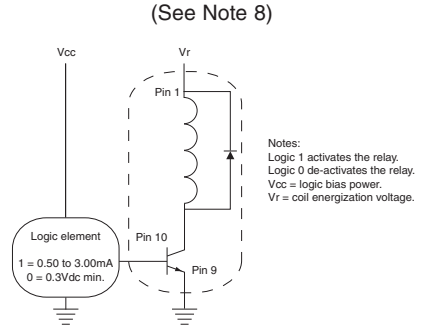 (See Note 8)
Vcc
Vr
Pin 1
Notes:
Logic 1 activates the relay.
Logic 0 de-activates the relay.
Vcc = logic bias power.
Vr = coil energization voltage.
Logic element
1 = 0.50 to 3.00mA
0 = 0.3Vdc min.
Pin 10
Pin 9